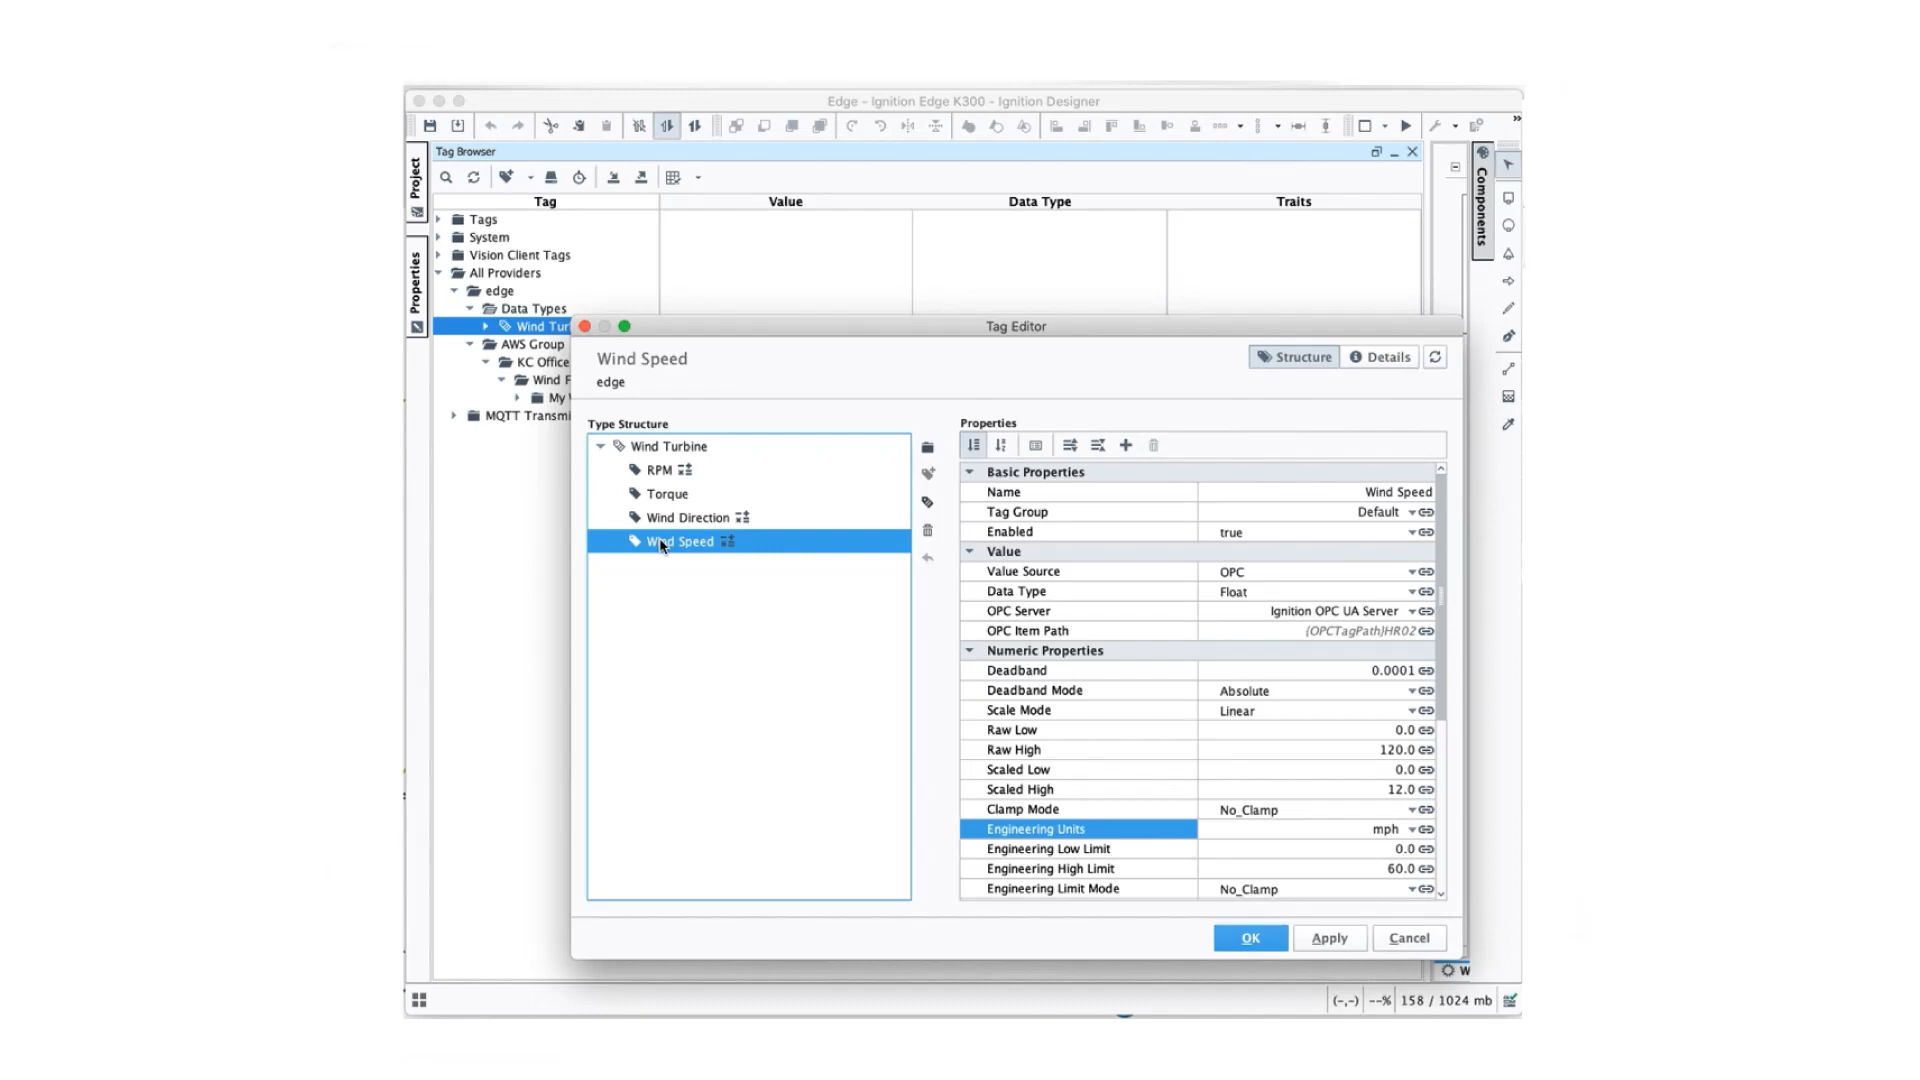 Edge - Ignition Edge K300 - Ignition Designer
Project
Properties
Components
Tag Browser
Tag Value Data Type Traits
Tags
System
Vision Client Tags
All Providers
edge
Data Types
Wind Tur
AWS Group
KC Office
Wind F
My
MQTT Transmi
Tag Editor
Wind Speed
edge
Structure Details
Type Structure
Wind Turbine
RPM
Torque
Wind Direction
Wind Speed
Properties
Basic Properties
Name Wind Speed
Tag Group Default
Enabled true
Value
Value Source OPC
Data Type Float
OPC Server Ignition OPC UA Server
OPC Item Path {OPCTagPath}HR02
Numeric Properties
Deadband 0.0001
Deadband Mode Absolute
Scale Mode Linear
Raw Low 0.0
Raw High 120.0
Scaled Low 0.0
Scaled High 12.0
Clamp Mode No_Clamp
Engineering Units mph
Engineering Low Limit 0.0
Engineering High Limit 60.0
Engineering Limit Mode No_Clamp
OK Apply Cancel
W
(-,-) --% 158 / 1024 mb